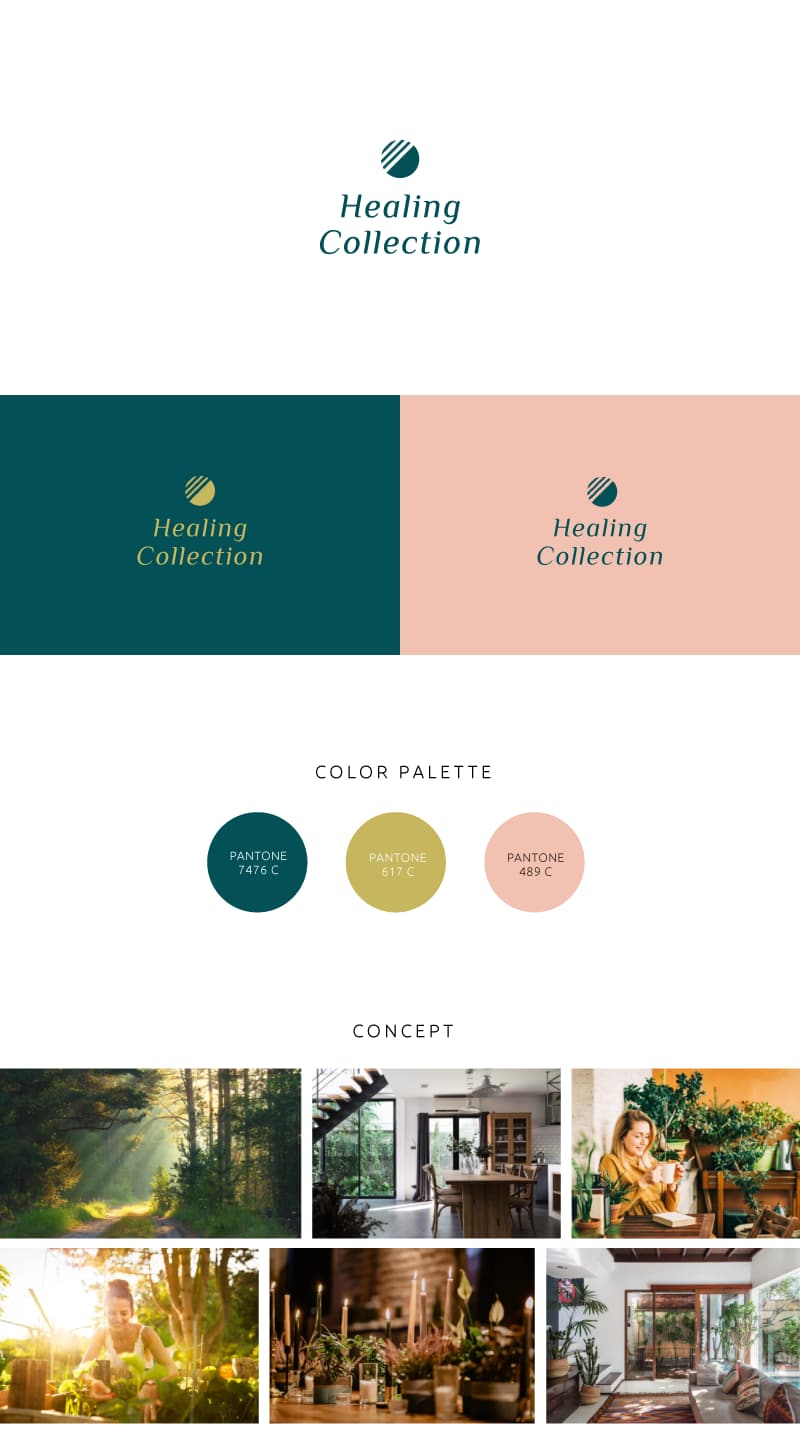 Healing
Collection
Healing
Collection
Healing
Collection
COLOR PALETTE
PANTONE
7476 C
PANTONE
617 C
PANTONE
489 C
CONCEPT